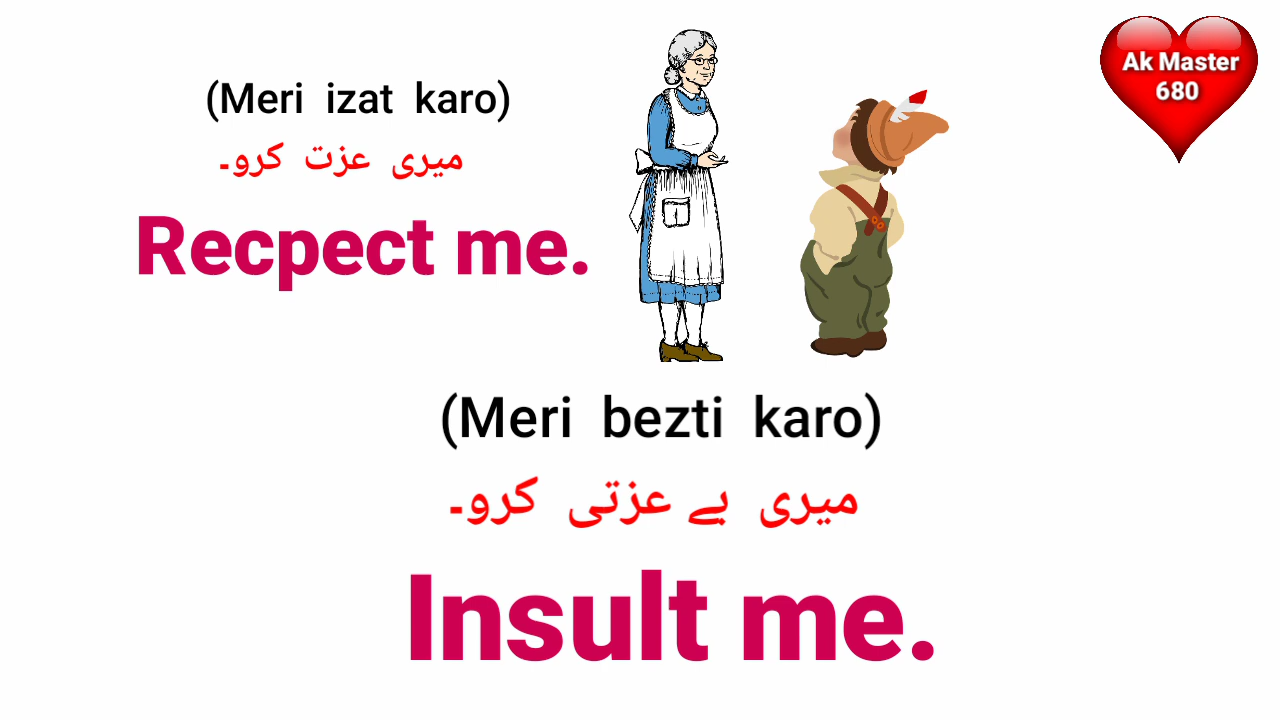 (Meri izat karo)
میری عزت کرو۔
Recpect me.
Ak Master
680
(Meri bezti karo)
میری بے عزتی کرو۔
Insult me.